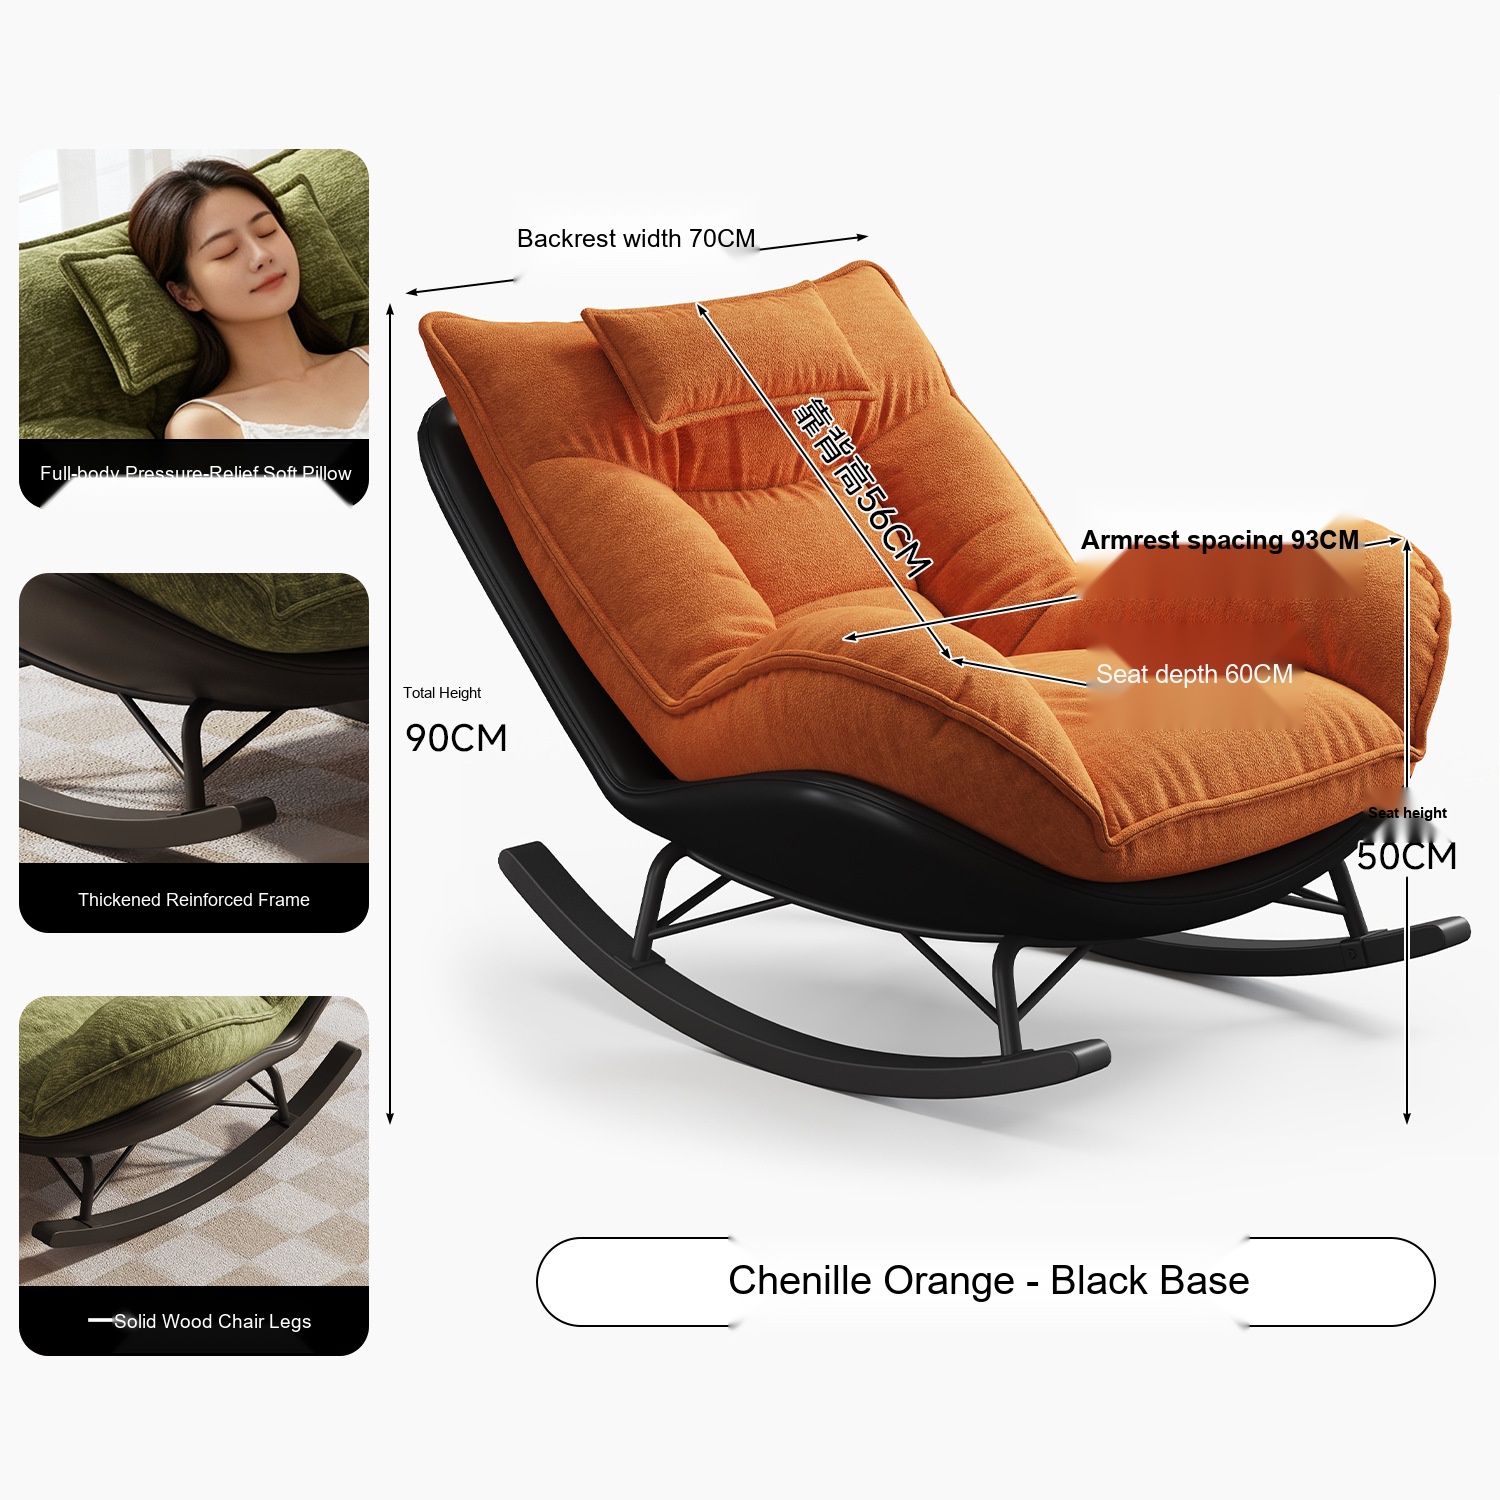 Backrest width 70CM
Full-body Pressure-Relief Soft Pillow
靠背高56CM
Armrest spacing 93CM
Seat depth 60CM
Total Height
90CM
Seat height
50CM
Thickened Reinforced Frame
Chenille Orange - Black Base
Solid Wood Chair Legs